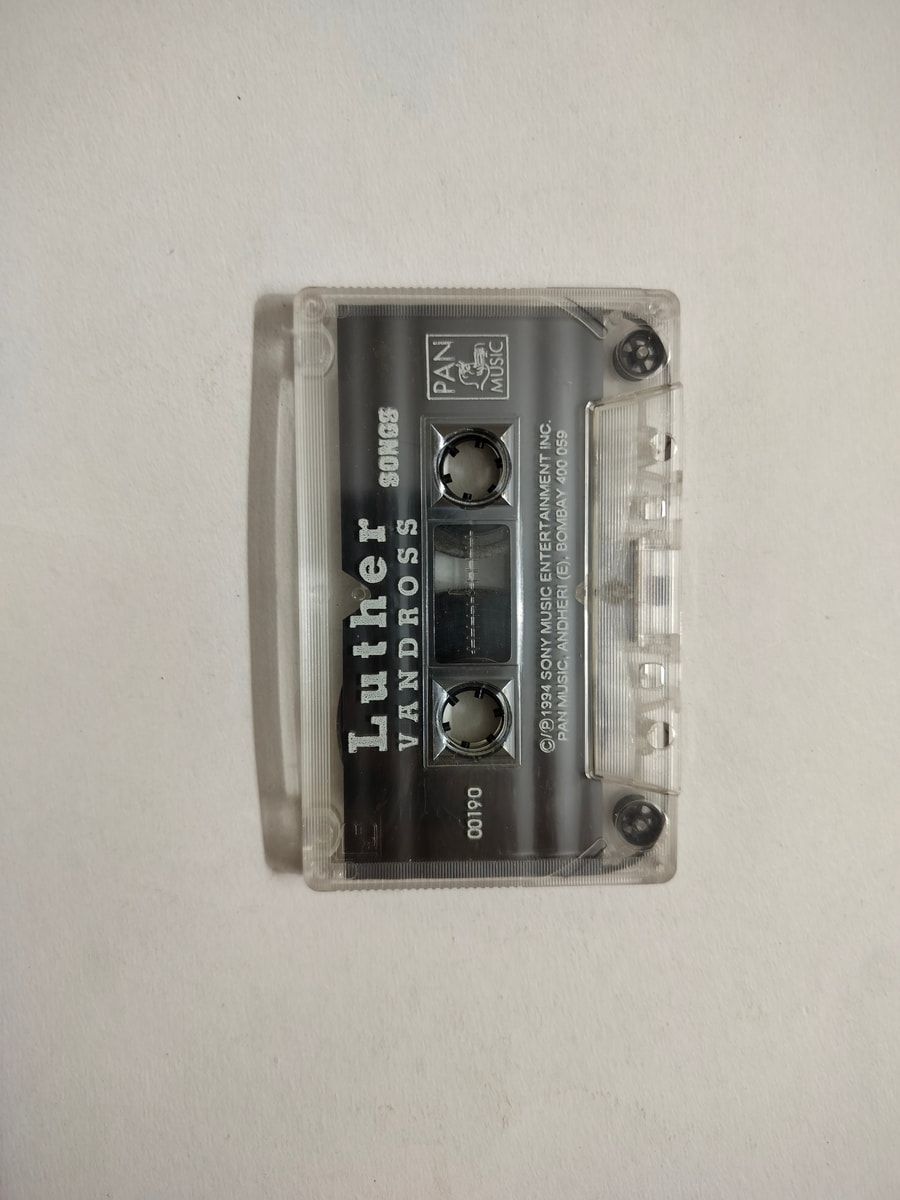 Luther
VANDROSS
SONGS
PAN
MUSIC
00190
©/℗ 1994 SONY MUSIC ENTERTAINMENT INC.
PAN MUSIC, ANDHERI (E), BOMBAY 400 059